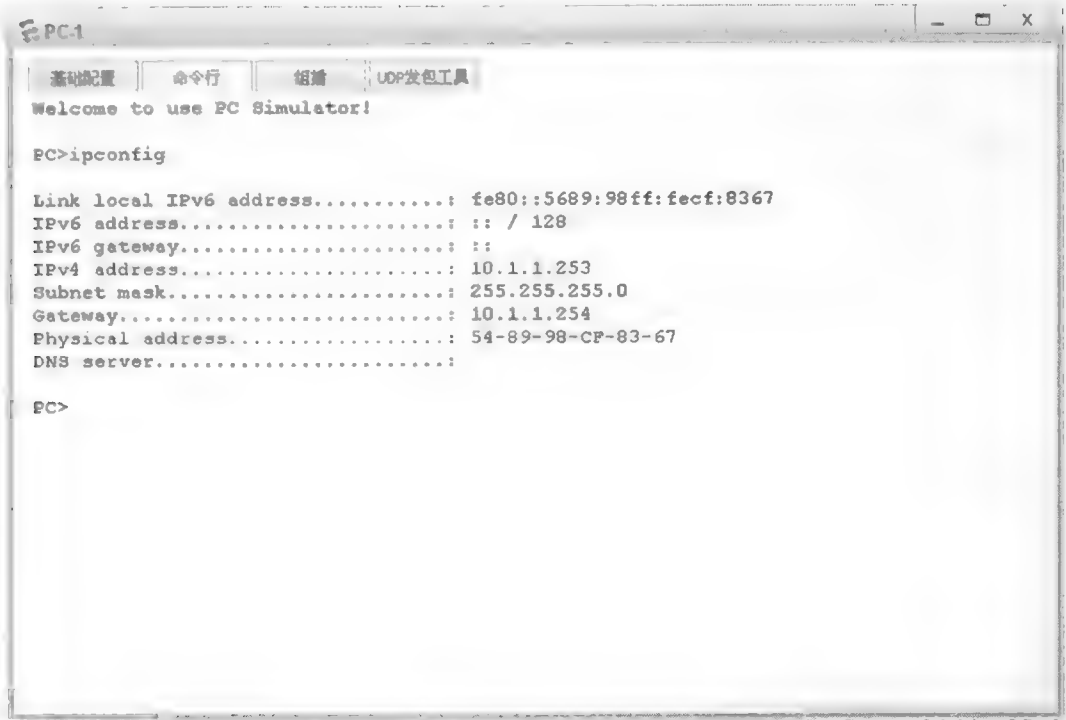 PC-1
基础配置 命令行 组播 UDP发包工具
Welcome to use PC Simulator!
PC>ipconfig
Link local IPv6 address...........: fe80::5689:98ff:fecf:8367
IPv6 address......................: :: / 128
IPv6 gateway......................: ::
IPv4 address......................: 10.1.1.253
Subnet mask.......................: 255.255.255.0
Gateway...........................: 10.1.1.254
Physical address..................: 54-89-98-CF-83-67
DNS server........................:
PC>